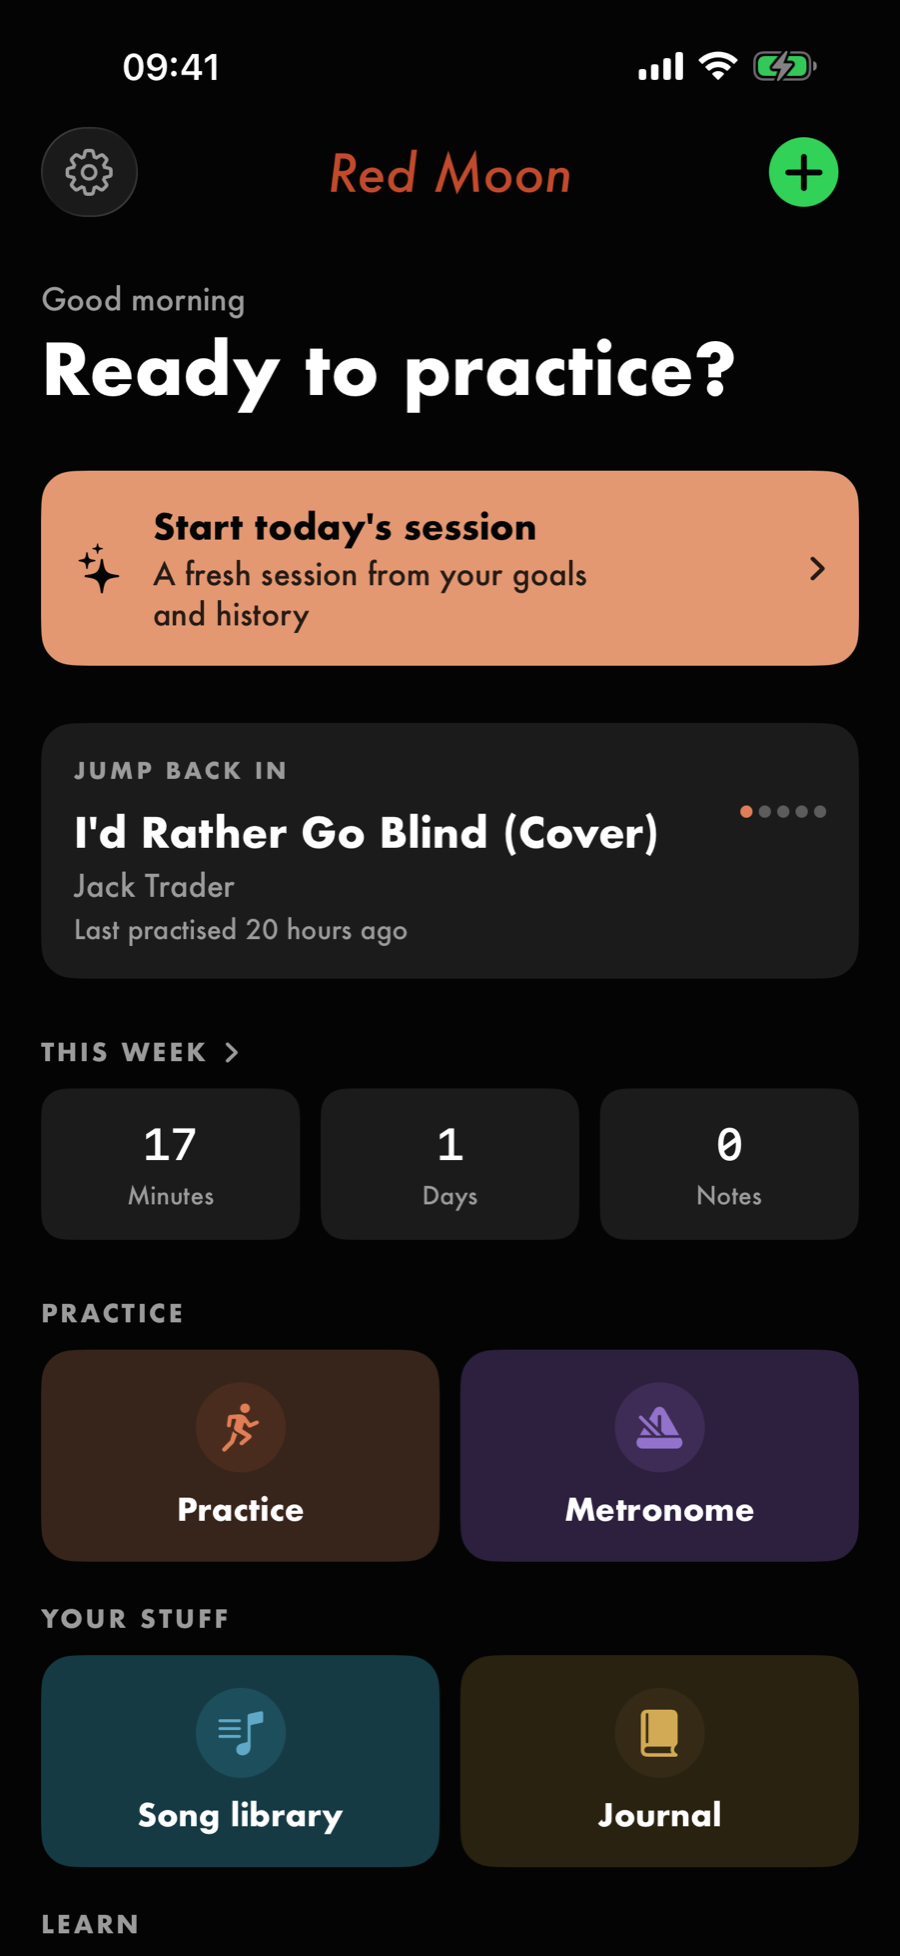 09:41
Red Moon
Good morning
Ready to practice?
Start today's session
A fresh session from your goals
and history
JUMP BACK IN
I'd Rather Go Blind (Cover)
Jack Trader
Last practised 20 hours ago
THIS WEEK
17
Minutes
1
Days
0
Notes
PRACTICE
Practice
Metronome
YOUR STUFF
Song library
Journal
LEARN